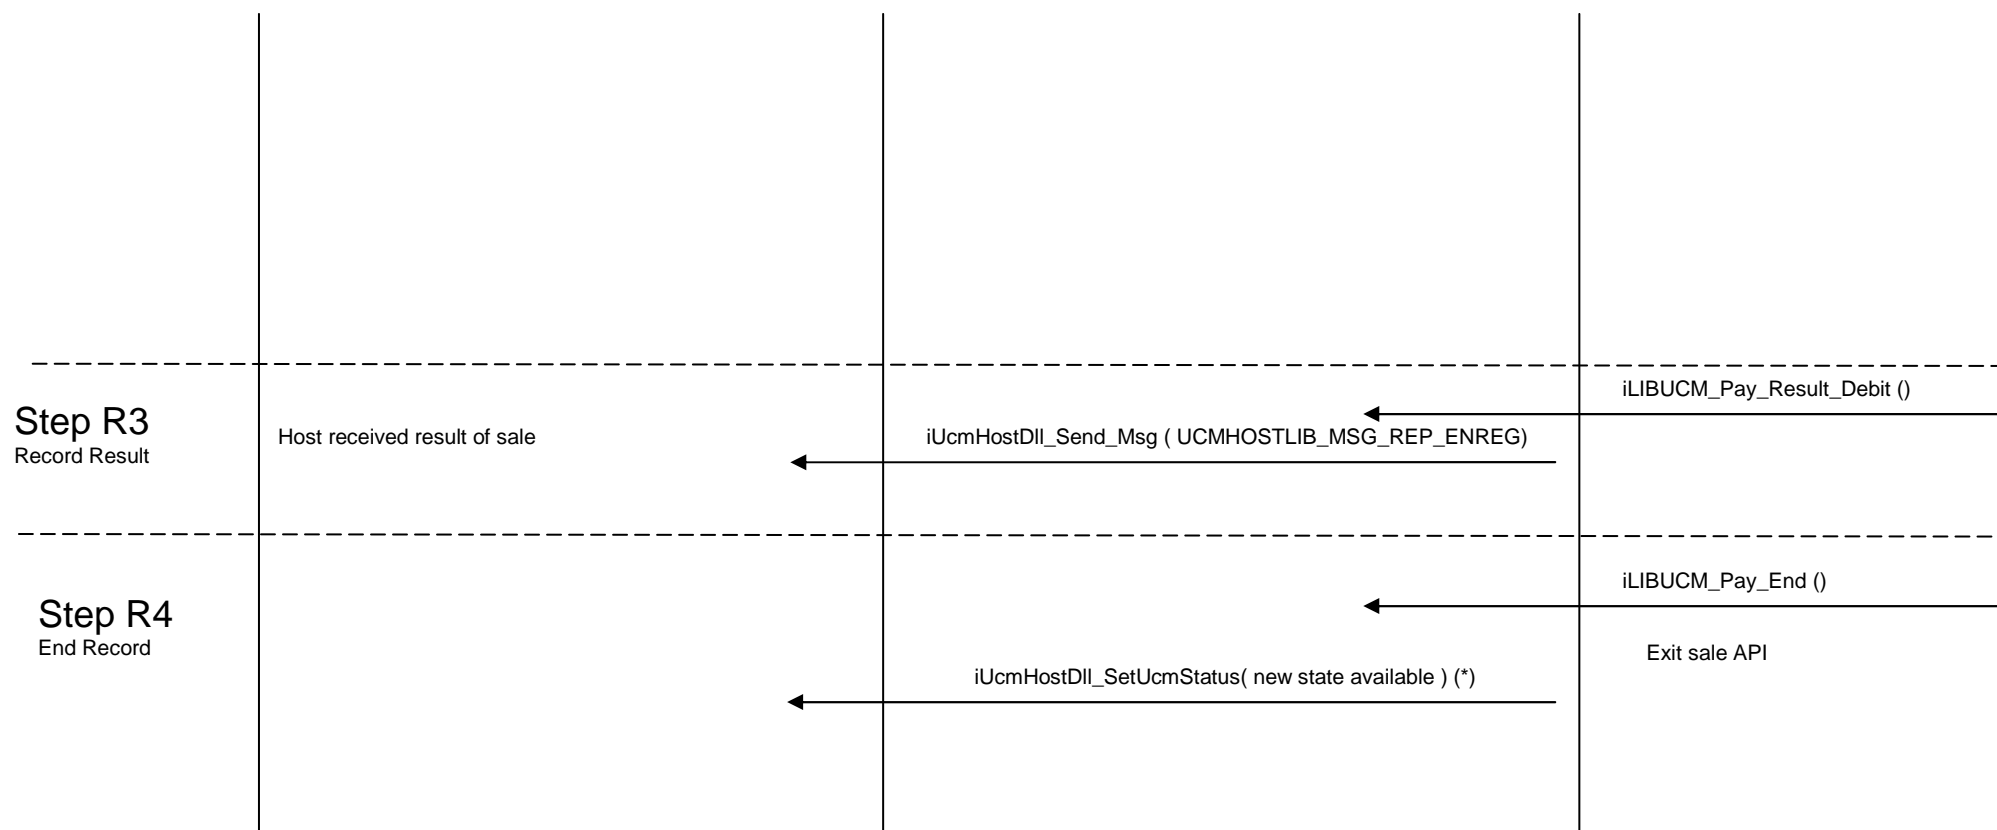 iLIBUCM_Pay_Result_Debit ()
Step R3
Record Result
Host received result of sale
iUcmHostDll_Send_Msg ( UCMHOSTLIB_MSG_REP_ENREG)
iLIBUCM_Pay_End ()
Step R4
End Record
Exit sale API
iUcmHostDll_SetUcmStatus( new state available ) (*)